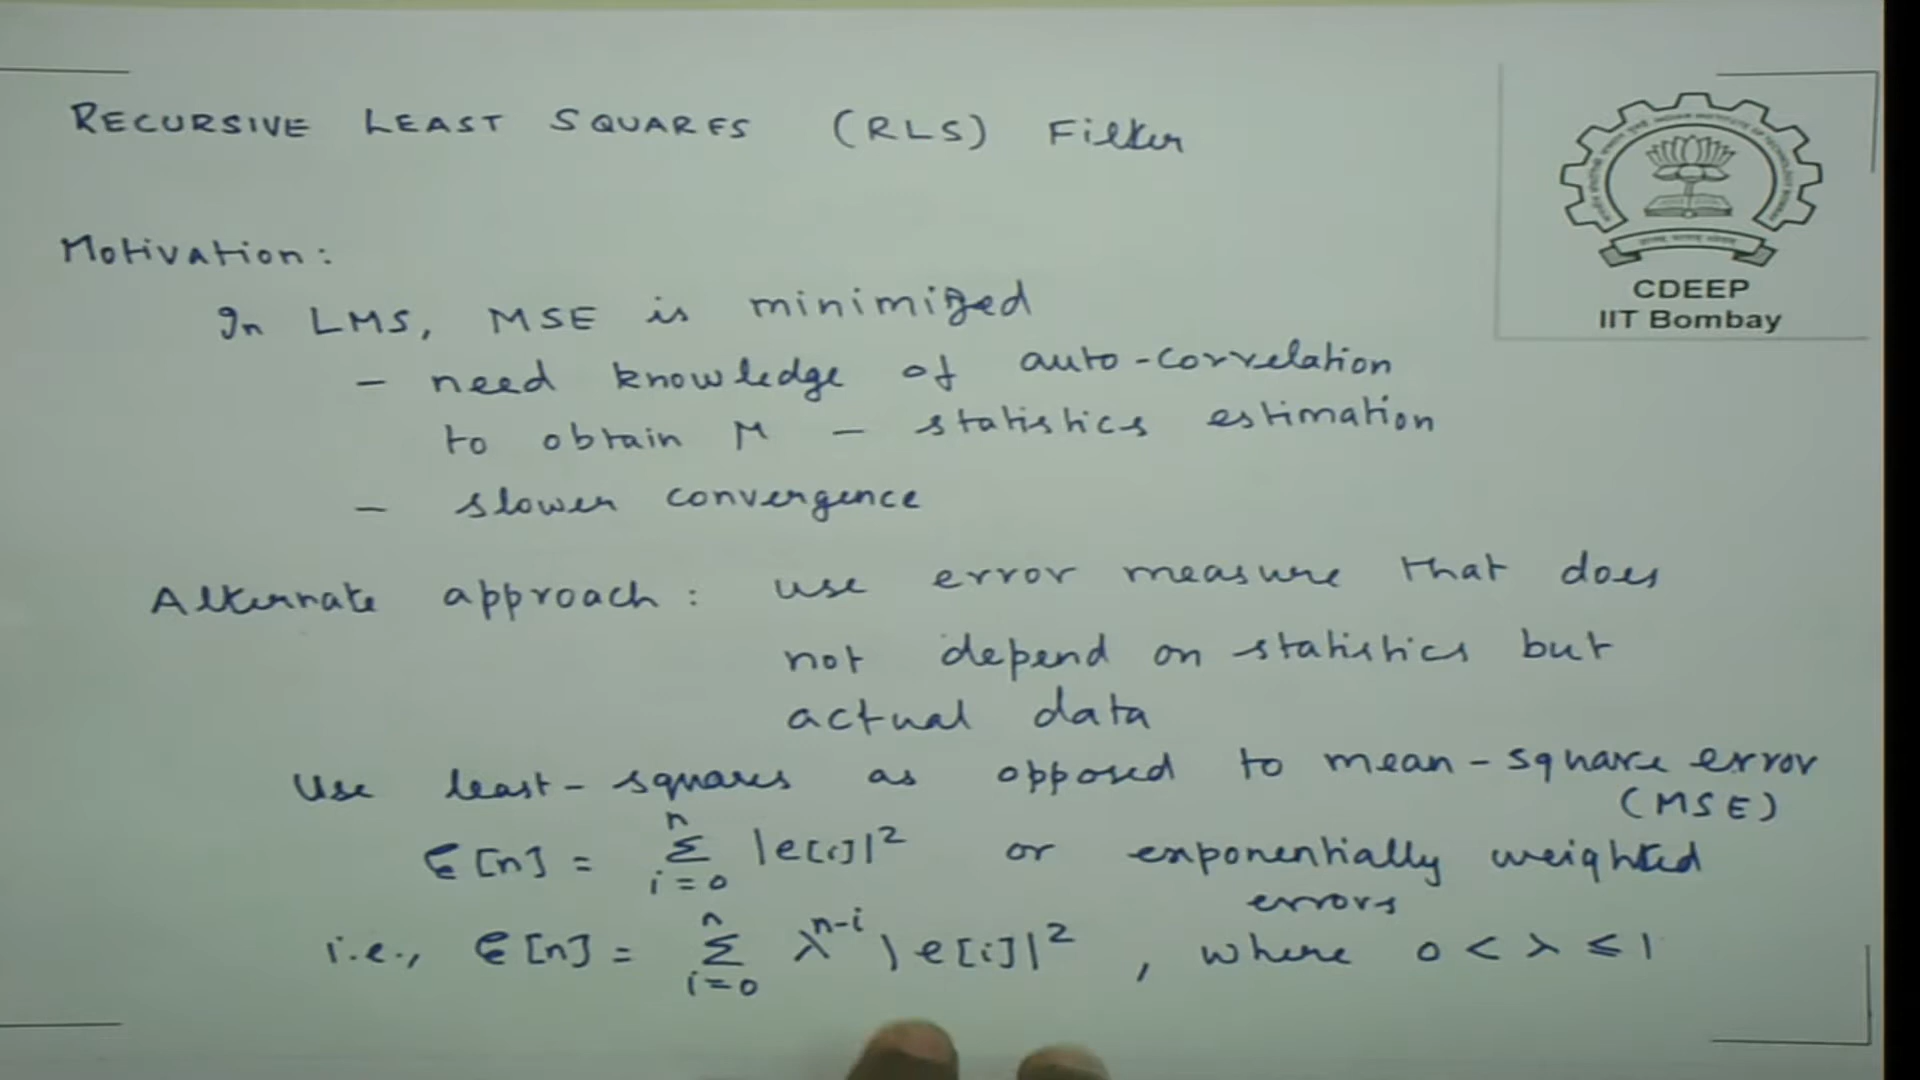 RECURSIVE LEAST SQUARES (RLS) Filter
CDEEP
IIT Bombay
Motivation:
In LMS, MSE is minimized
- need knowledge of auto-correlation
to obtain μ - statistics estimation
- slower convergence
Alternate approach: use error measure that does
not depend on statistics but
actual data
Use least-squares as opposed to mean-square error
(MSE)
ε[n] = Σ_{i=0}^{n} |e[i]|² or exponentially weighted
errors
i.e., ε[n] = Σ_{i=0}^{n} λ^{n-i} |e[i]|², where 0 < λ ≤ 1